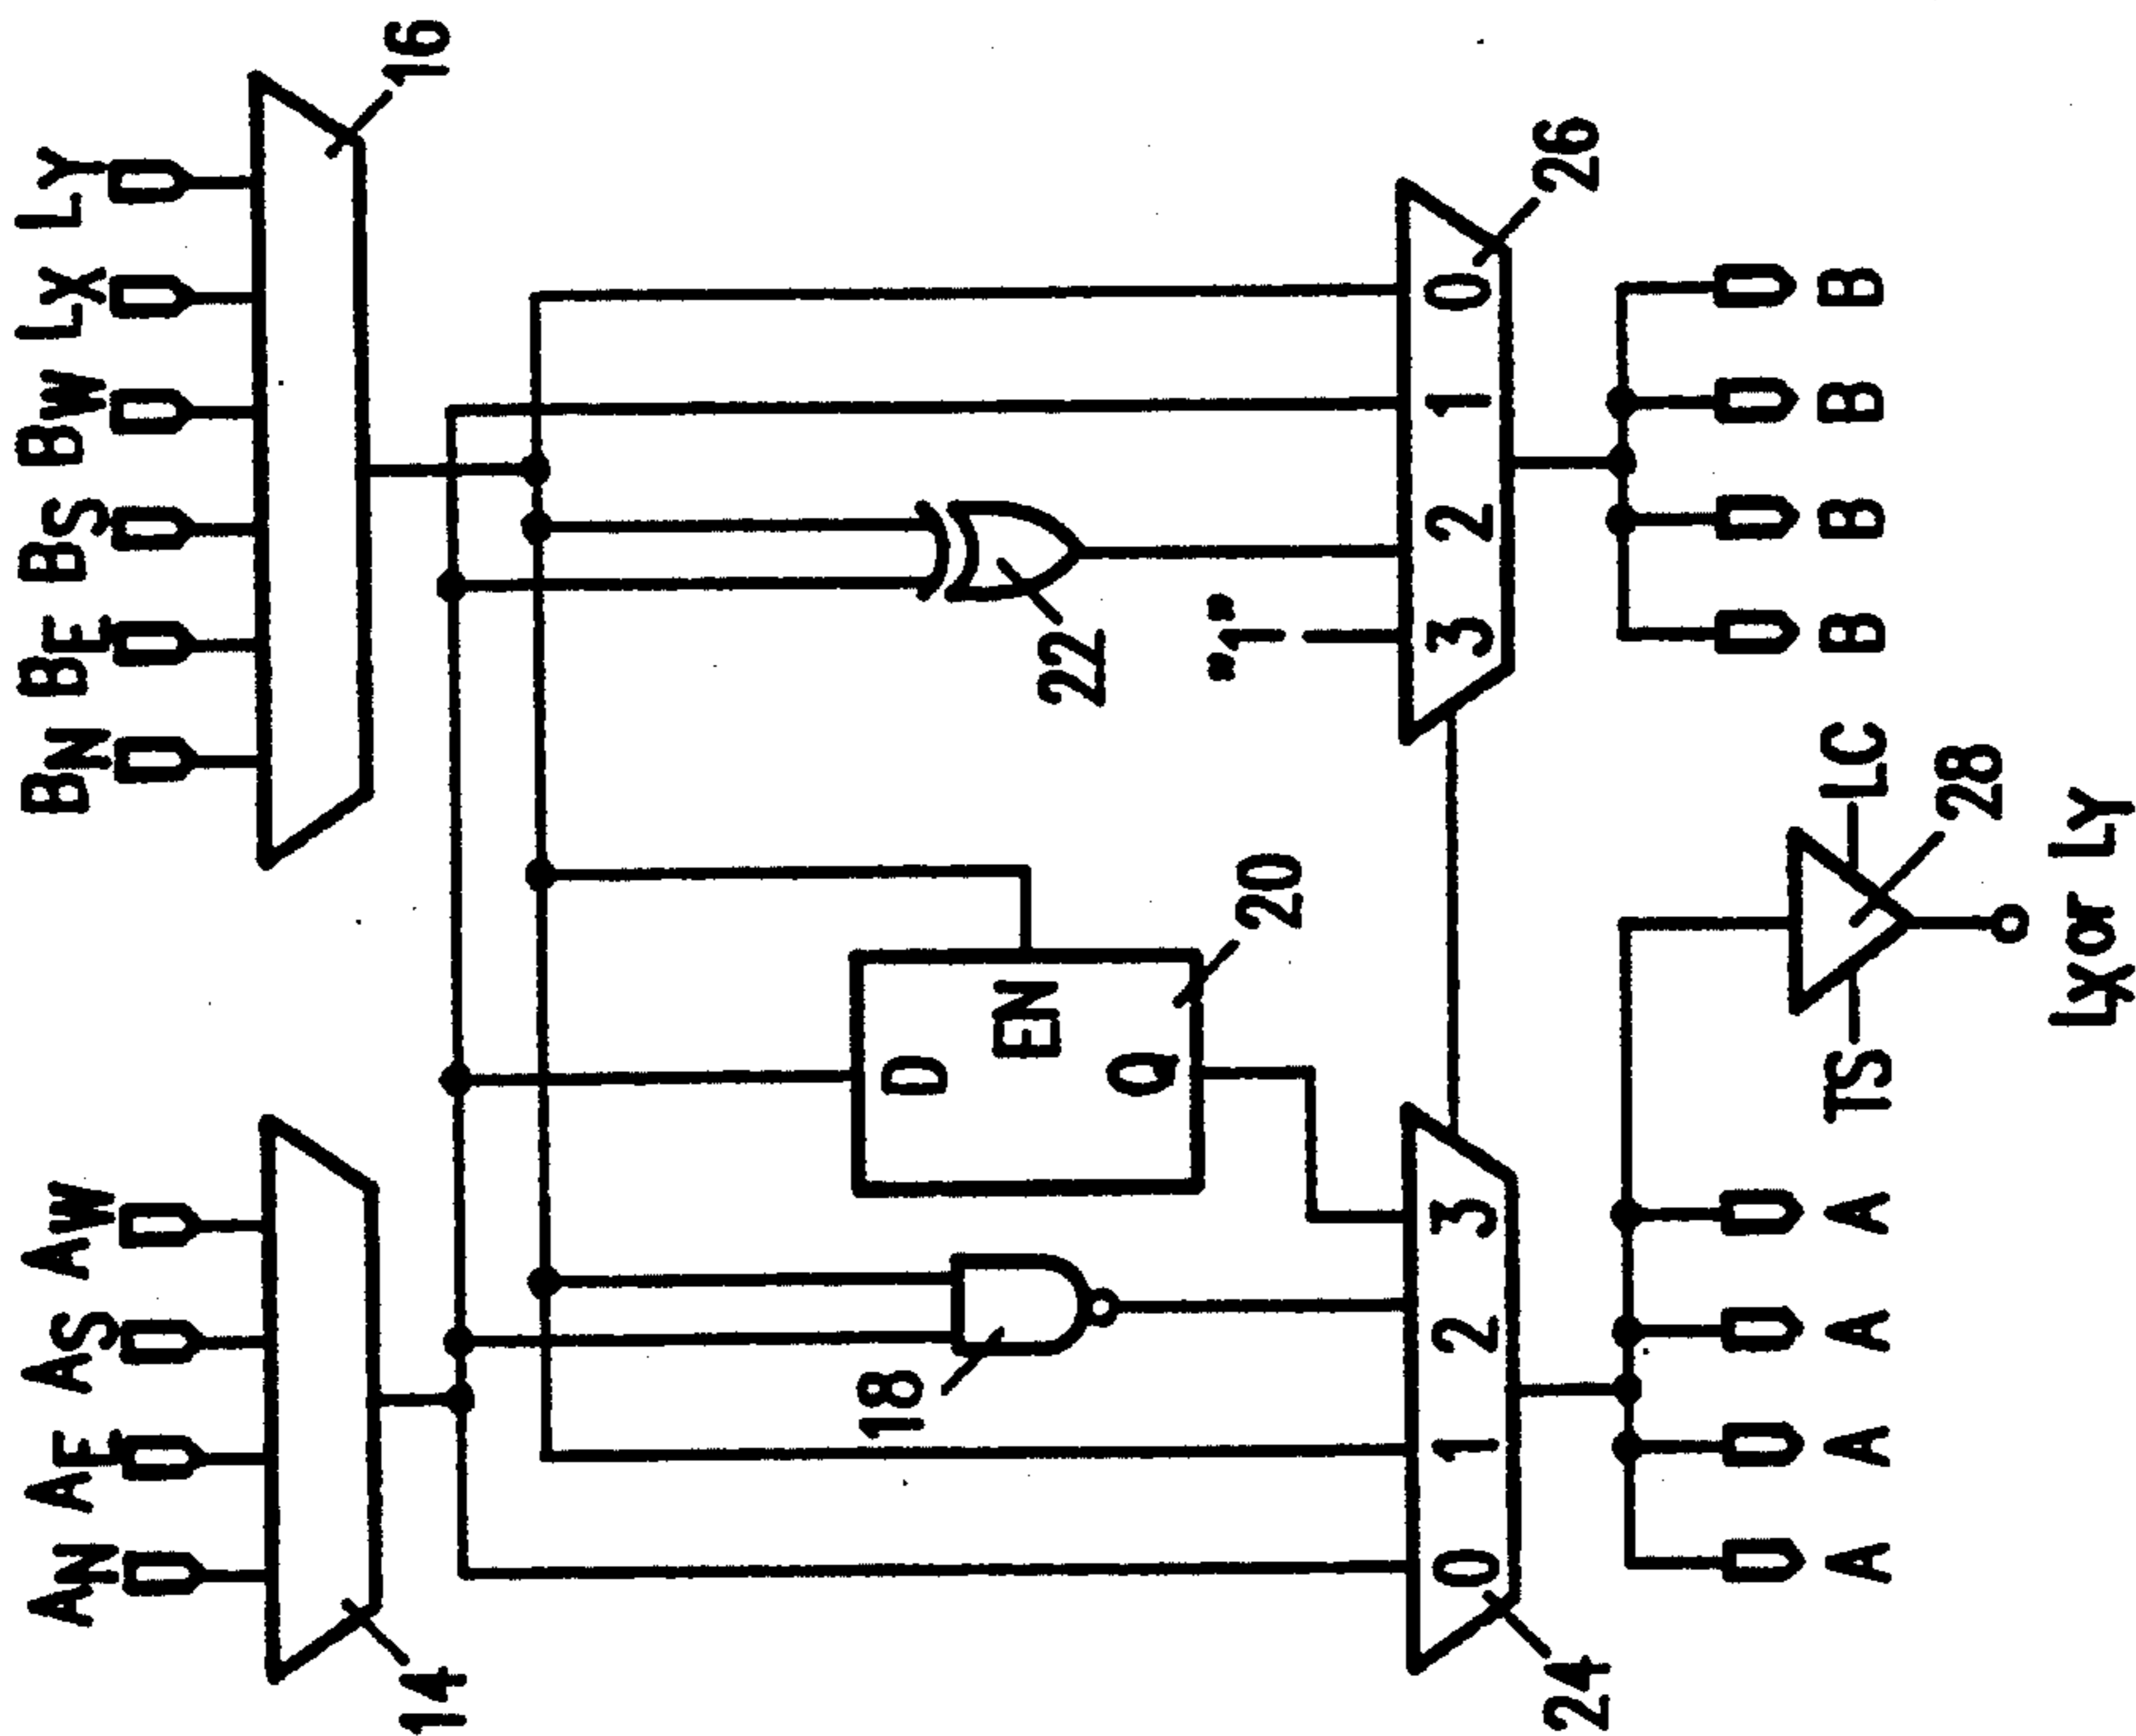 AN AE AS AW BN BE BS BW LX LY
14 16
18 D
EN
22
Q
"1"
20
0 1 2 3 3 2 1 0
24 26
A A A A TS LC B B B B
28
LX or LY